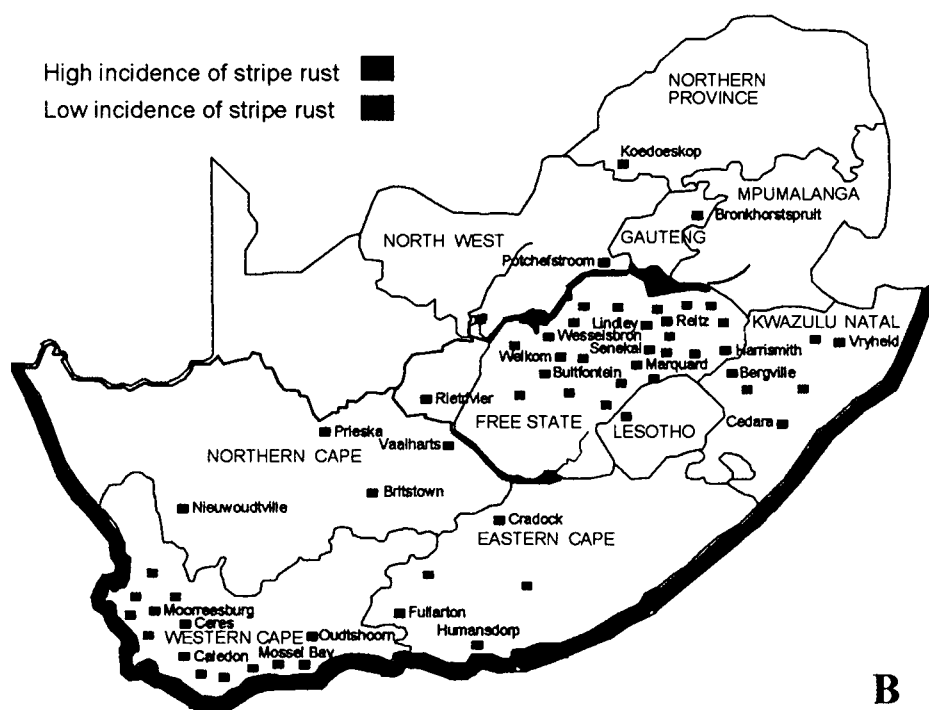 High incidence of stripe rust
Low incidence of stripe rust
NORTHERN
PROVINCE
Koedoeskop
MPUMALANGA
Bronkhorstspruit
NORTH WEST
GAUTENG
Potchefstroom
Lindley
Reitz
KWAZULU NATAL
Wesselsbron
Vryheid
Welkom
Senekal
Harrismith
Marquard
Bultfontein
Bergville
Rietrivier
FREE STATE
LESOTHO
Cedara
Prieska
Vaalharts
NORTHERN CAPE
Britstown
Nieuwoudtville
Cradock
EASTERN CAPE
Moorreesburg
Fullarton
Ceres
WESTERN CAPE
Oudtshoorn
Humansdorp
Mossel Bay
Caledon
B